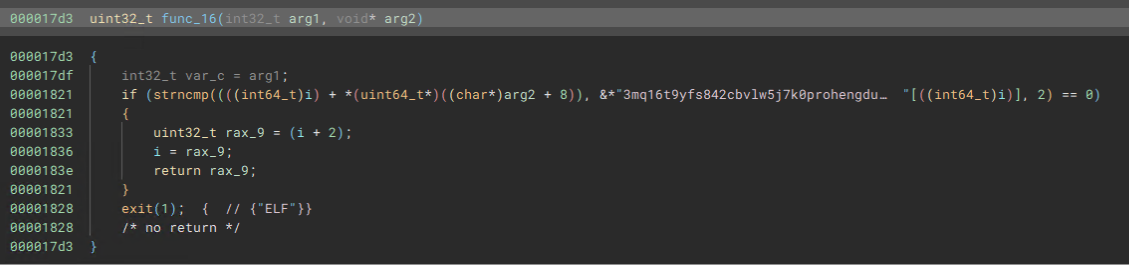 000017d3 uint32_t func_16(int32_t arg1, void* arg2)
000017d3 {
000017df int32_t var_c = arg1;
00001821 if (strncmp((((int64_t)i) + *(uint64_t*)((char*)arg2 + 8)), &*"3mq16t9yfs842cbvlw5j7k0prohengdu… "[((int64_t)i)], 2) == 0)
00001821 {
00001833 uint32_t rax_9 = (i + 2);
00001836 i = rax_9;
0000183e return rax_9;
00001821 }
00001828 exit(1); { // {"ELF"}}
00001828 /* no return */
000017d3 }